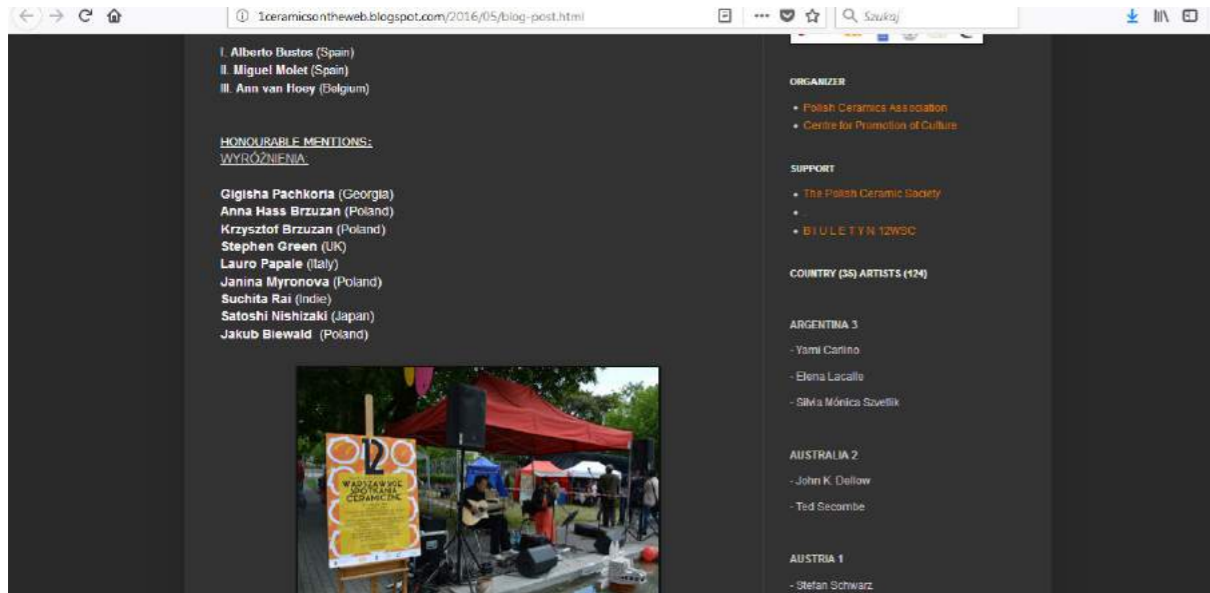 1ceramicsontheweb.blogspot.com/2016/05/blog-post.html
Szukaj
I. Alberto Bustos (Spain)
II. Miguel Molet (Spain)
III. Ann van Hoey (Belgium)
HONOURABLE MENTIONS:
WYRÓŻNIENIA:
Gigisha Pachkoria (Georgia)
Anna Hass Brzuzan (Poland)
Krzysztof Brzuzan (Poland)
Stephen Green (UK)
Lauro Papale (Italy)
Janina Myronova (Poland)
Suchita Rai (Indie)
Satoshi Nishizaki (Japan)
Jakub Biewald (Poland)
12
WARSZAWSKIE
SPOTKANIA
CERAMICZNE
ORGANIZER
• Polish Ceramics Association
• Centre for Promotion of Culture
SUPPORT
• The Polish Ceramic Society
• .
• B I U L E T Y N 12WSC
COUNTRY (35) ARTISTS (124)
ARGENTINA 3
- Yami Carlino
- Elena Lacalle
- Silvia Mónica Szvetlik
AUSTRALIA 2
- John K. Dellow
- Ted Secombe
AUSTRIA 1
- Stefan Schwarz